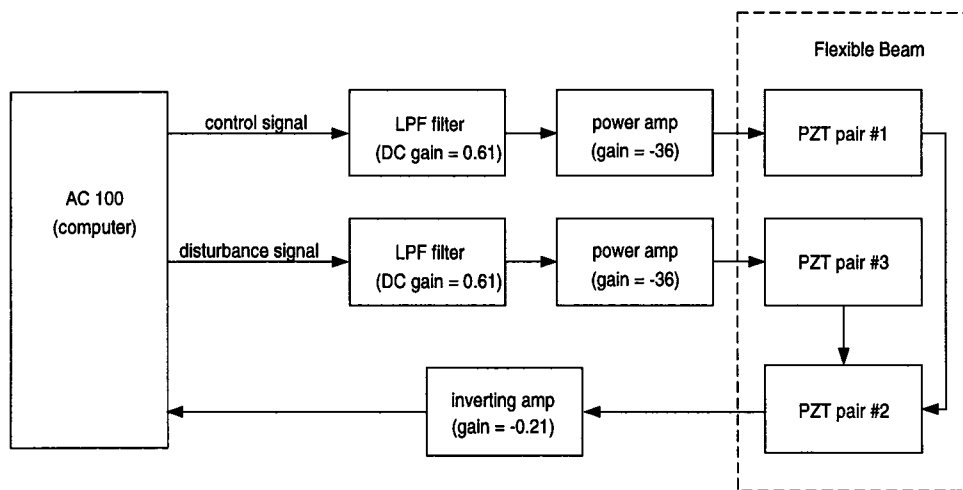 Flexible Beam
AC 100
(computer)
control signal
LPF filter
(DC gain = 0.61)
power amp
(gain = -36)
PZT pair #1
disturbance signal
LPF filter
(DC gain = 0.61)
power amp
(gain = -36)
PZT pair #3
inverting amp
(gain = -0.21)
PZT pair #2